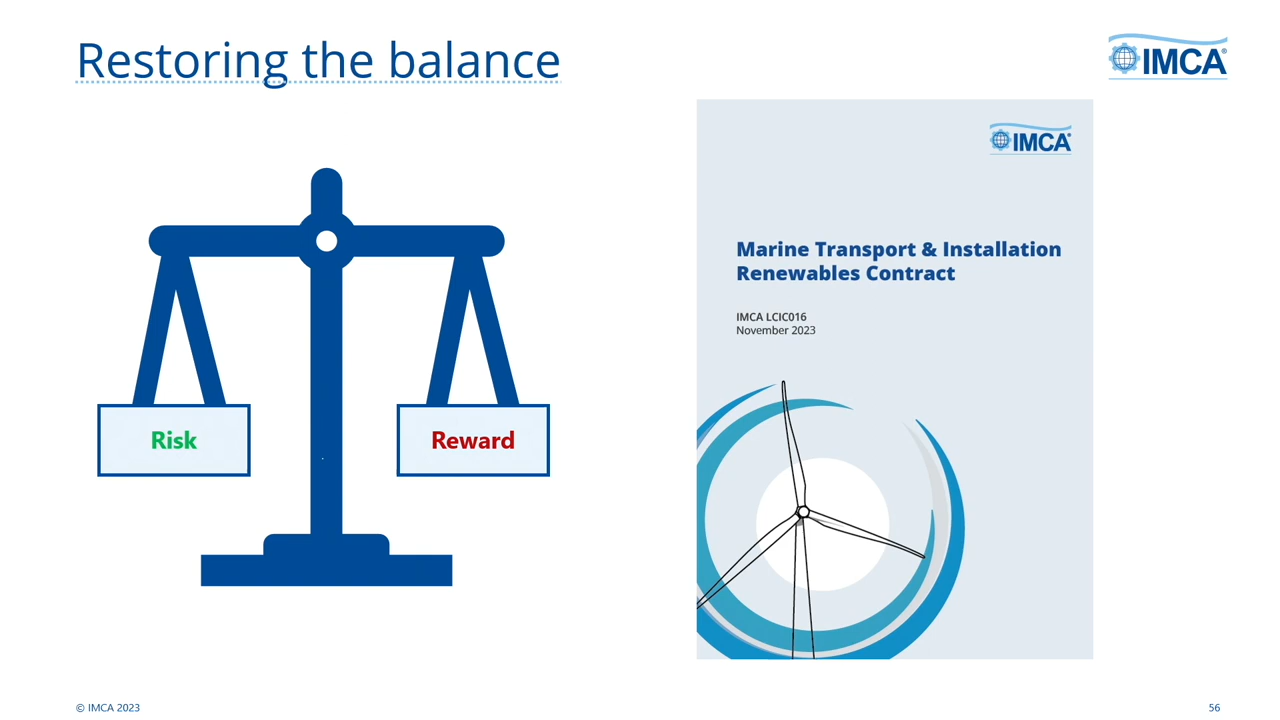 Restoring the balance
IMCA®
IMCA®
Marine Transport & Installation
Renewables Contract
IMCA LCIC016
November 2023
Risk
Reward
© IMCA 2023
56